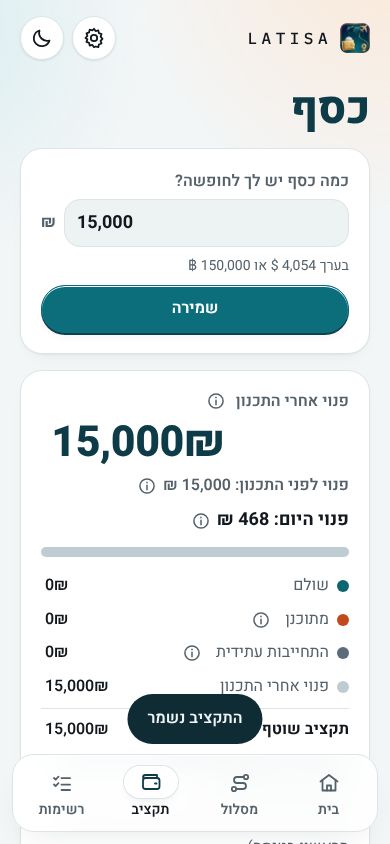 LATISA
כסף
כמה כסף יש לך לחופשה?
15,000 ₪
בערך 4,054 $ או 150,000 ฿
שמירה
פנוי אחרי התכנון
15,000₪
פנוי לפני התכנון: 15,000 ₪
פנוי היום: 468 ₪
שולם 0₪
מתוכנן 0₪
התחייבות עתידית 0₪
פנוי אחרי התכנון 15,000₪
תקציב שוטף 15,000₪
התקציב נשמר
בית
מסלול
תקציב
רשימות